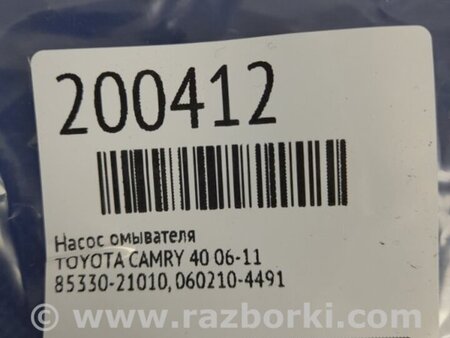 200412
Насос омывателя
TOYOTA CAMRY 40 06-11
85330-21010, 060210-4491
www.razborki.com